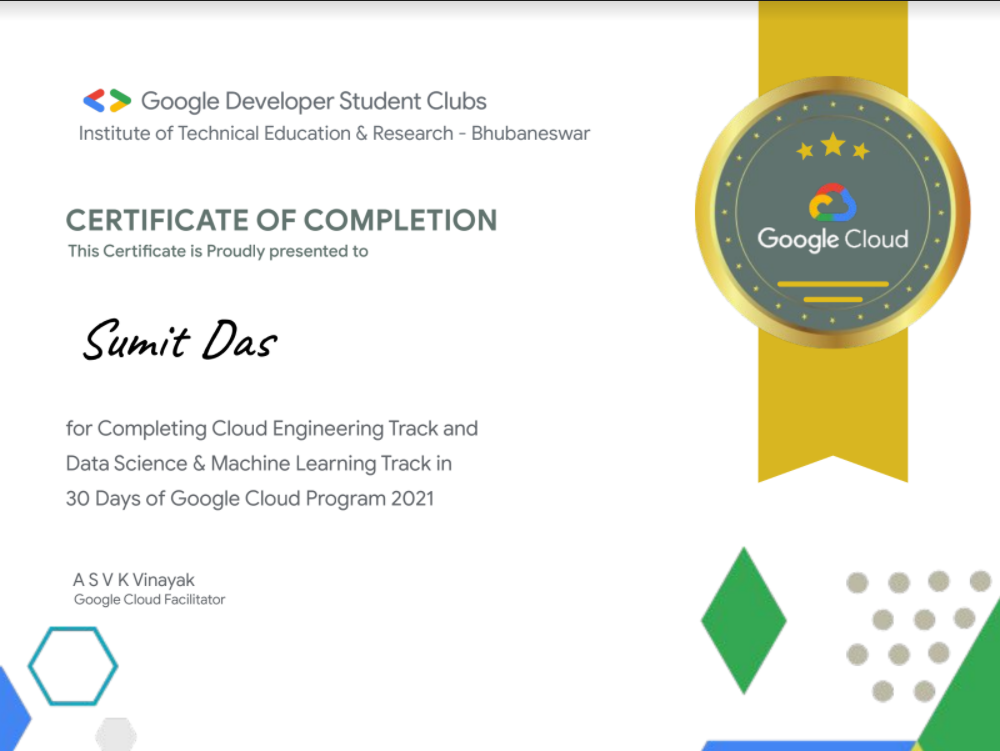 Google Developer Student Clubs
Institute of Technical Education & Research - Bhubaneswar
CERTIFICATE OF COMPLETION
This Certificate is Proudly presented to
Sumit Das
for Completing Cloud Engineering Track and
Data Science & Machine Learning Track in
30 Days of Google Cloud Program 2021
A S V K Vinayak
Google Cloud Facilitator
Google Cloud